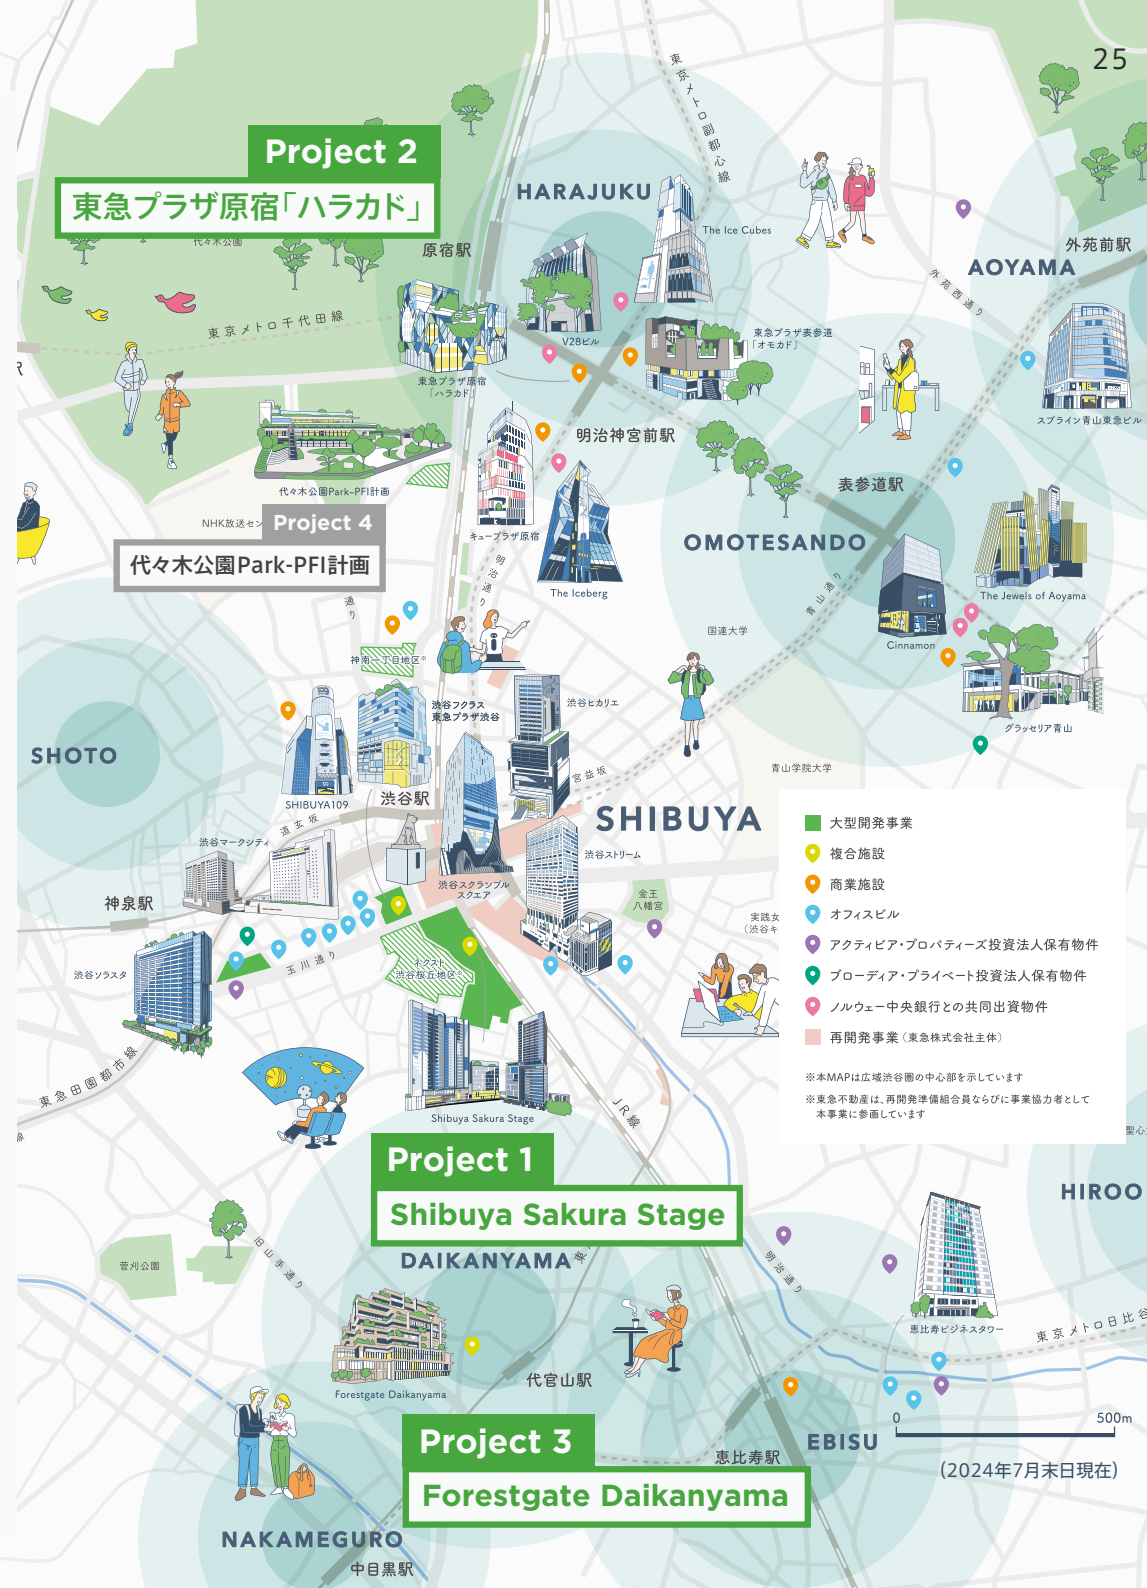 25
Project 2
東急プラザ原宿「ハラカド」
代々木公園
原宿駅
HARAJUKU
東京メトロ副都心線
The Ice Cubes
外苑前駅
AOYAMA
外苑西通り
東京メトロ千代田線
V28ビル
東急プラザ表参道
「オモカド」
東急プラザ原宿
「ハラカド」
スプライン青山東急ビル
明治神宮前駅
代々木公園Park-PFI計画
表参道駅
NHK放送セン
Project 4
代々木公園Park-PFI計画
キュープラザ原宿
OMOTESANDO
明治通り
The Iceberg
青山通り
The Jewels of Aoyama
通り
国連大学
Cinnamon
神南一丁目地区※
渋谷フクラス
東急プラザ渋谷
渋谷ヒカリエ
グラッセリア青山
SHOTO
青山学院大学
宮益坂
SHIBUYA109
渋谷駅
SHIBUYA
道玄坂
渋谷マークシティ
渋谷ストリーム
渋谷スクランブル
スクエア
神泉駅
金王
八幡宮
実践女
(渋谷キ
渋谷ソラスタ
玉川通り
ネクスト
渋谷桜丘地区※
大型開発事業
複合施設
商業施設
オフィスビル
アクティビア・プロパティーズ投資法人保有物件
ブローディア・プライベート投資法人保有物件
ノルウェー中央銀行との共同出資物件
再開発事業(東急株式会社主体)
※本MAPは広域渋谷圏の中心部を示しています
※東急不動産は、再開発準備組合員ならびに事業協力者として
本事業に参画しています
東急田園都市線
Shibuya Sakura Stage
JR線
聖心
Project 1
Shibuya Sakura Stage
HIROO
DAIKANYAMA
東
旧山手通り
菅刈公園
明治通り
恵比寿ビジネスタワー
東京メトロ日比谷
代官山駅
Forestgate Daikanyama
Project 3
Forestgate Daikanyama
恵比寿駅
EBISU
0
500m
(2024年7月末日現在)
NAKAMEGURO
中目黒駅